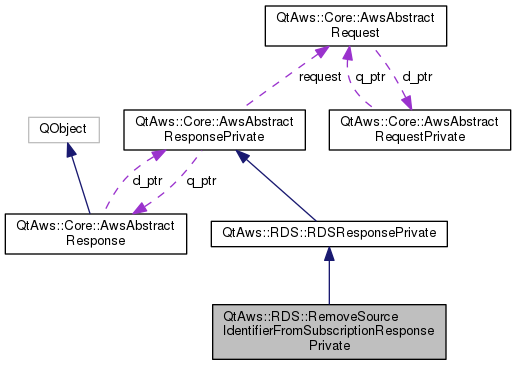 QtAws::Core::AwsAbstract
Request
request
q_ptr
d_ptr
QObject
QtAws::Core::AwsAbstract
ResponsePrivate
QtAws::Core::AwsAbstract
RequestPrivate
d_ptr
q_ptr
QtAws::Core::AwsAbstract
Response
QtAws::RDS::RDSResponsePrivate
QtAws::RDS::RemoveSource
IdentifierFromSubscriptionResponse
Private